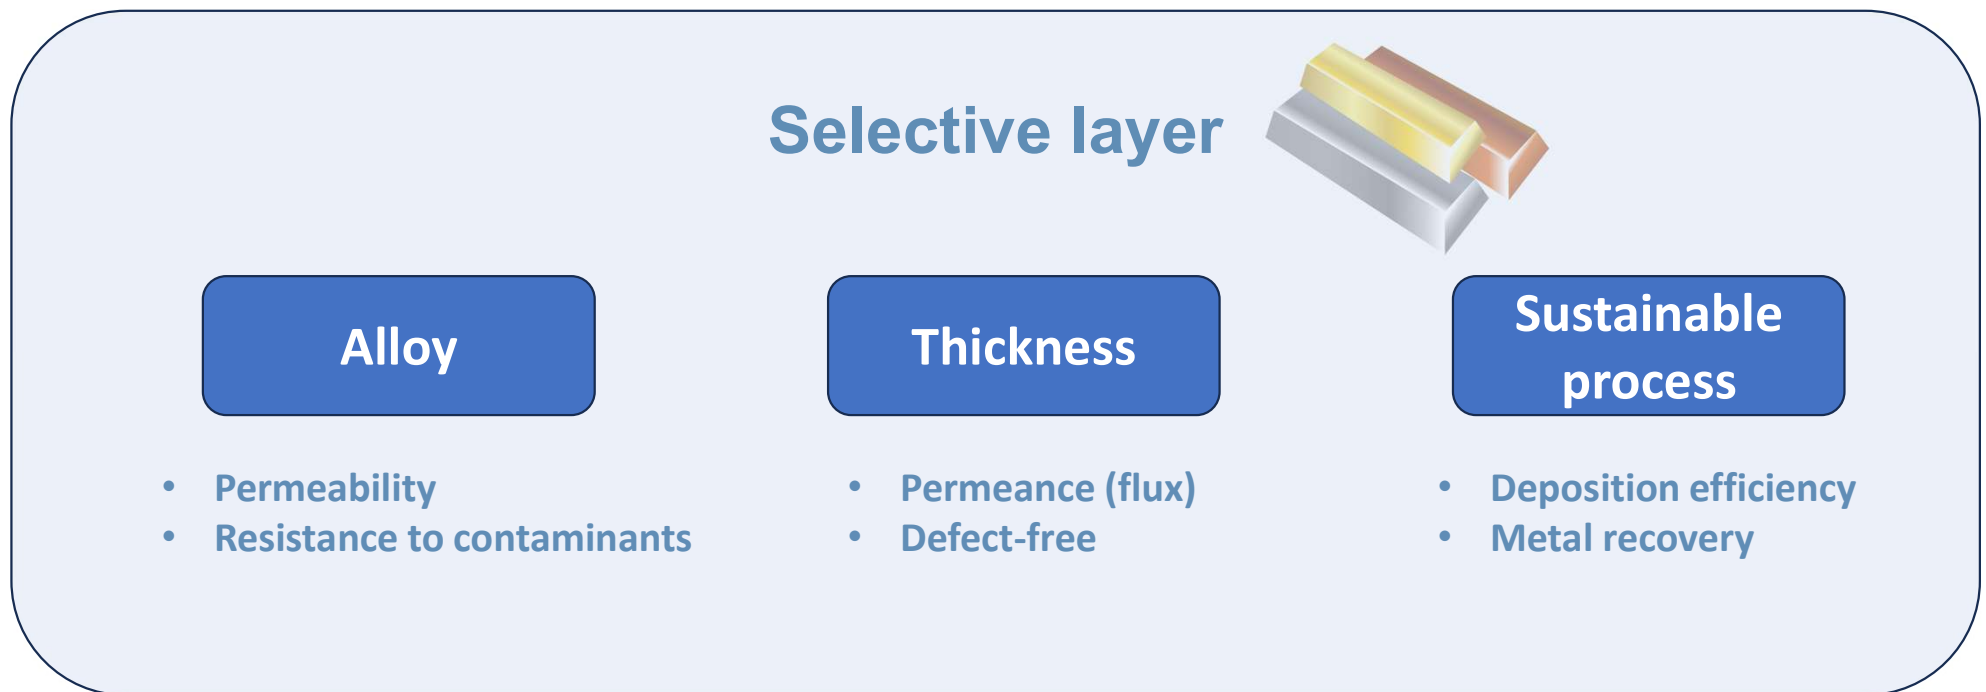 Selective layer
Alloy
• Permeability
• Resistance to contaminants
Thickness
• Permeance (flux)
• Defect-free
Sustainable
process
• Deposition efficiency
• Metal recovery